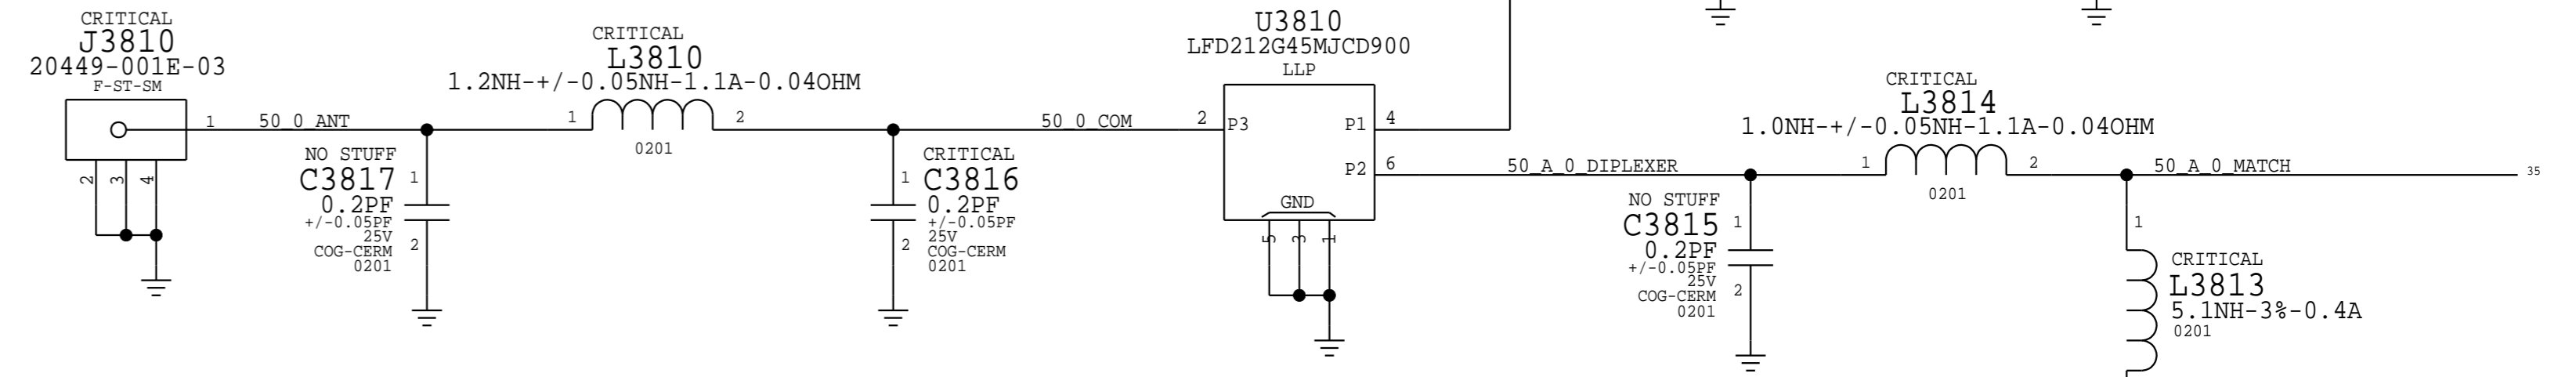 CRITICAL
J3810
20449-001E-03
F-ST-SM
1
50_0_ANT
2
3
4
NO STUFF
C3817
0.2PF
+/-0.05PF
25V
COG-CERM
0201
1
2
CRITICAL
L3810
1.2NH-+/-0.05NH-1.1A-0.04OHM
1
2
0201
50_0_COM
1
2
CRITICAL
C3816
0.2PF
+/-0.05PF
25V
COG-CERM
0201
U3810
LFD212G45MJCD900
LLP
2
P3
P1
4
P2
6
GND
5
3
1
50_A_0_DIPLEXER
NO STUFF
C3815
0.2PF
+/-0.05PF
25V
COG-CERM
0201
1
2
CRITICAL
L3814
1.0NH-+/-0.05NH-1.1A-0.04OHM
1
2
0201
50_A_0_MATCH
35
1
CRITICAL
L3813
5.1NH-3%-0.4A
0201